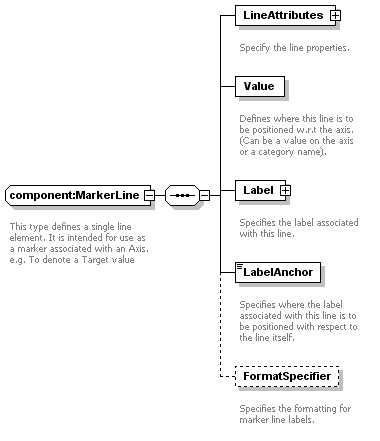 LineAttributes
Specify the line properties.
Value
Defines where this line is to
be positioned w.r.t the axis.
(Can be a value on the axis
or a category name).
component:MarkerLine
This type defines a single line
element. It is intended for use as
a marker associated with an Axis.
e.g. To denote a Target value
Label
Specifies the label associated
with this line.
LabelAnchor
Specifies where the label
associated with this line is to
be positioned with respect to
the line itself.
FormatSpecifier
Specifies the formatting for
marker line labels.